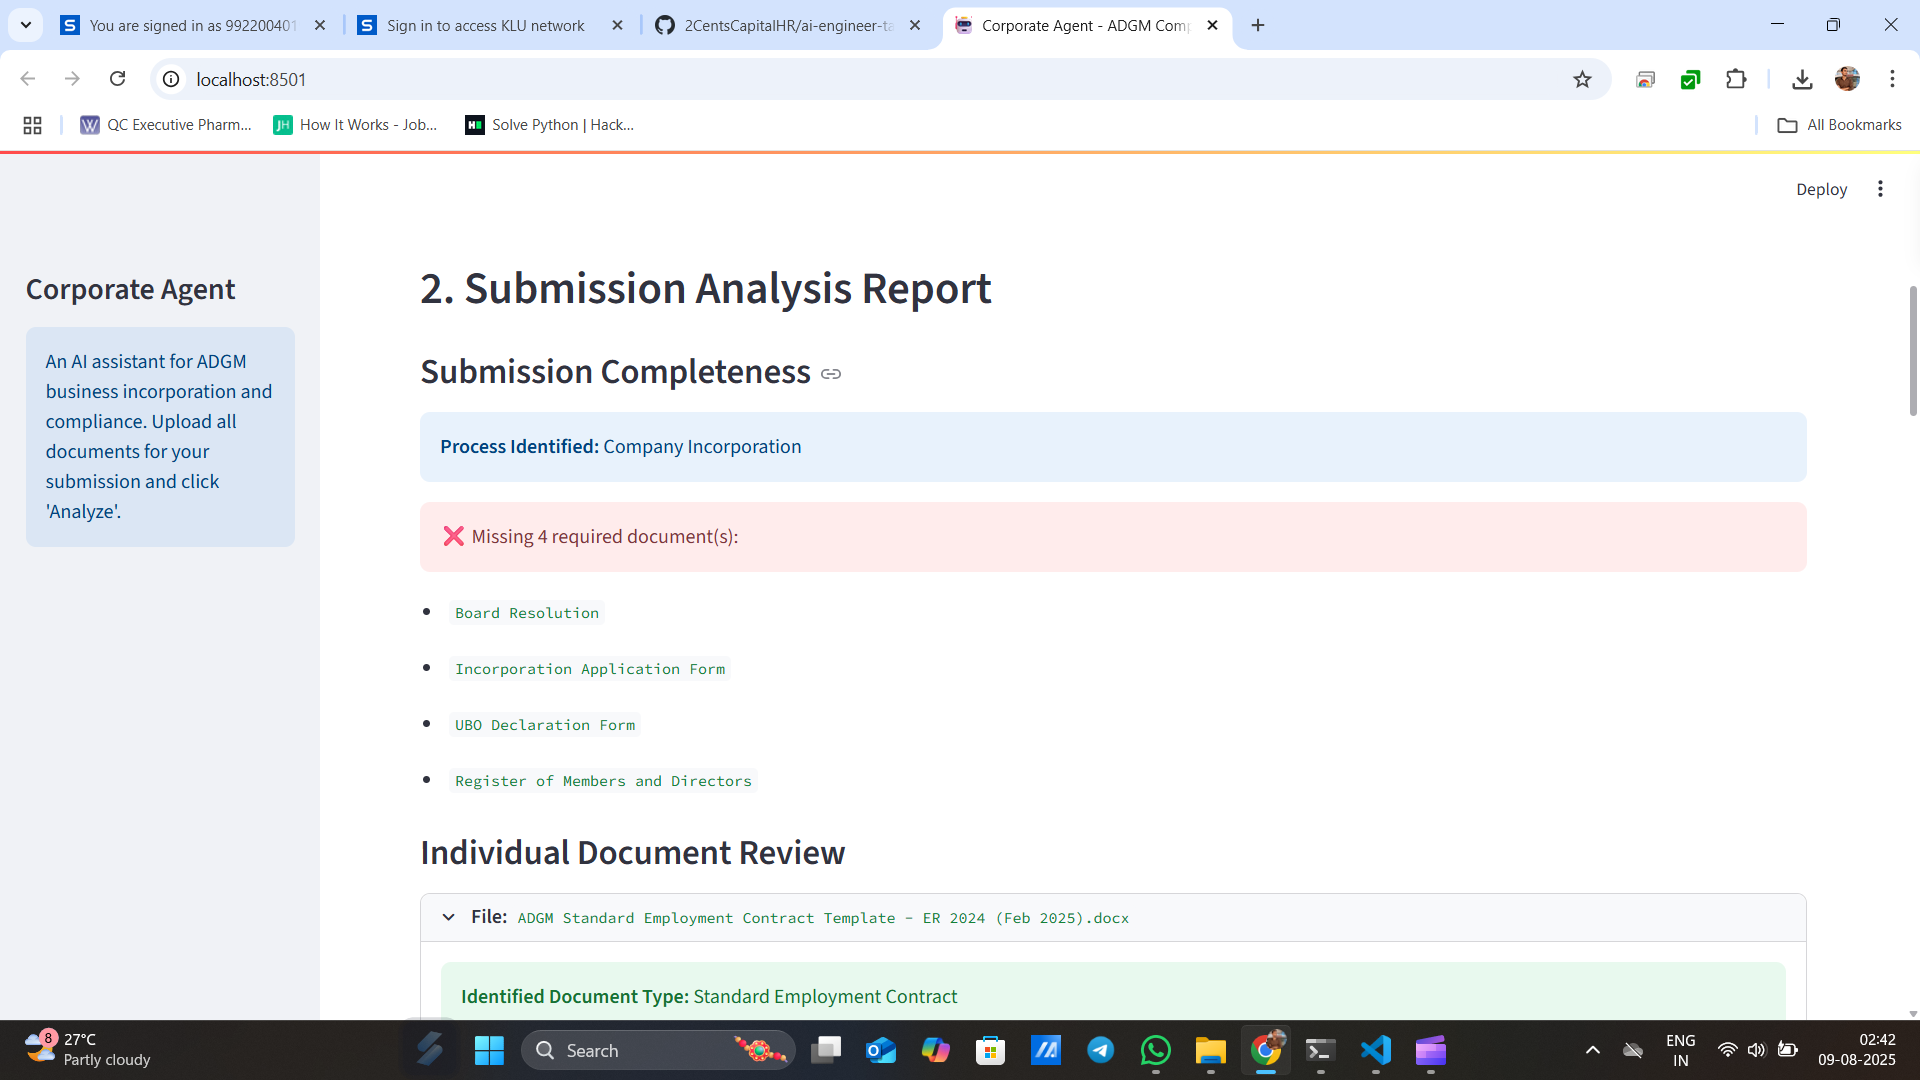 You are signed in as 992200401
Sign in to access KLU network
2CentsCapitalHR/ai-engineer-ta
Corporate Agent - ADGM Comp
localhost:8501
QC Executive Pharm...
How It Works - Job...
Solve Python | Hack...
All Bookmarks
Deploy
Corporate Agent
An AI assistant for ADGM
business incorporation and
compliance. Upload all
documents for your
submission and click
'Analyze'.
2. Submission Analysis Report
Submission Completeness
Process Identified: Company Incorporation
❌ Missing 4 required document(s):
Board Resolution
Incorporation Application Form
UBO Declaration Form
Register of Members and Directors
Individual Document Review
File: ADGM Standard Employment Contract Template - ER 2024 (Feb 2025).docx
Identified Document Type: Standard Employment Contract
8
27°C
Partly cloudy
Search
ENG
IN
02:42
09-08-2025